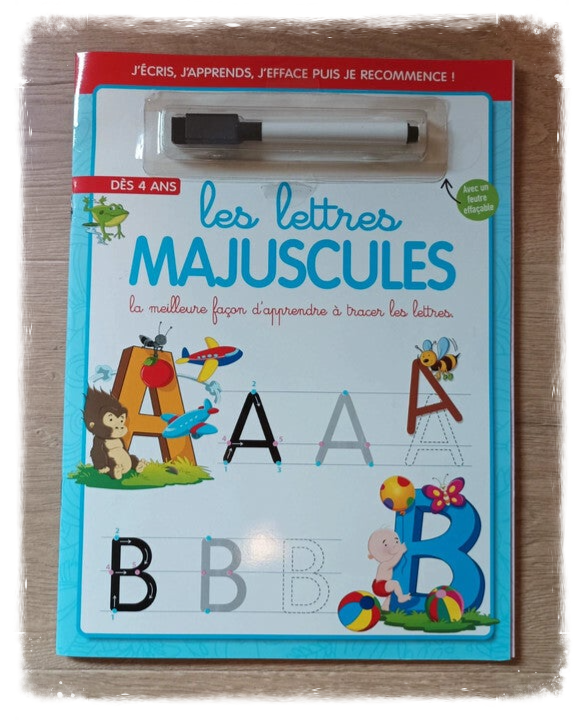 J'ÉCRIS, J'APPRENDS, J'EFFACE PUIS JE RECOMMENCE !
DÈS 4 ANS
Avec un
feutre
effaçable
les lettres
MAJUSCULES
la meilleure façon d'apprendre à tracer les lettres.
A A A A A
B B B B